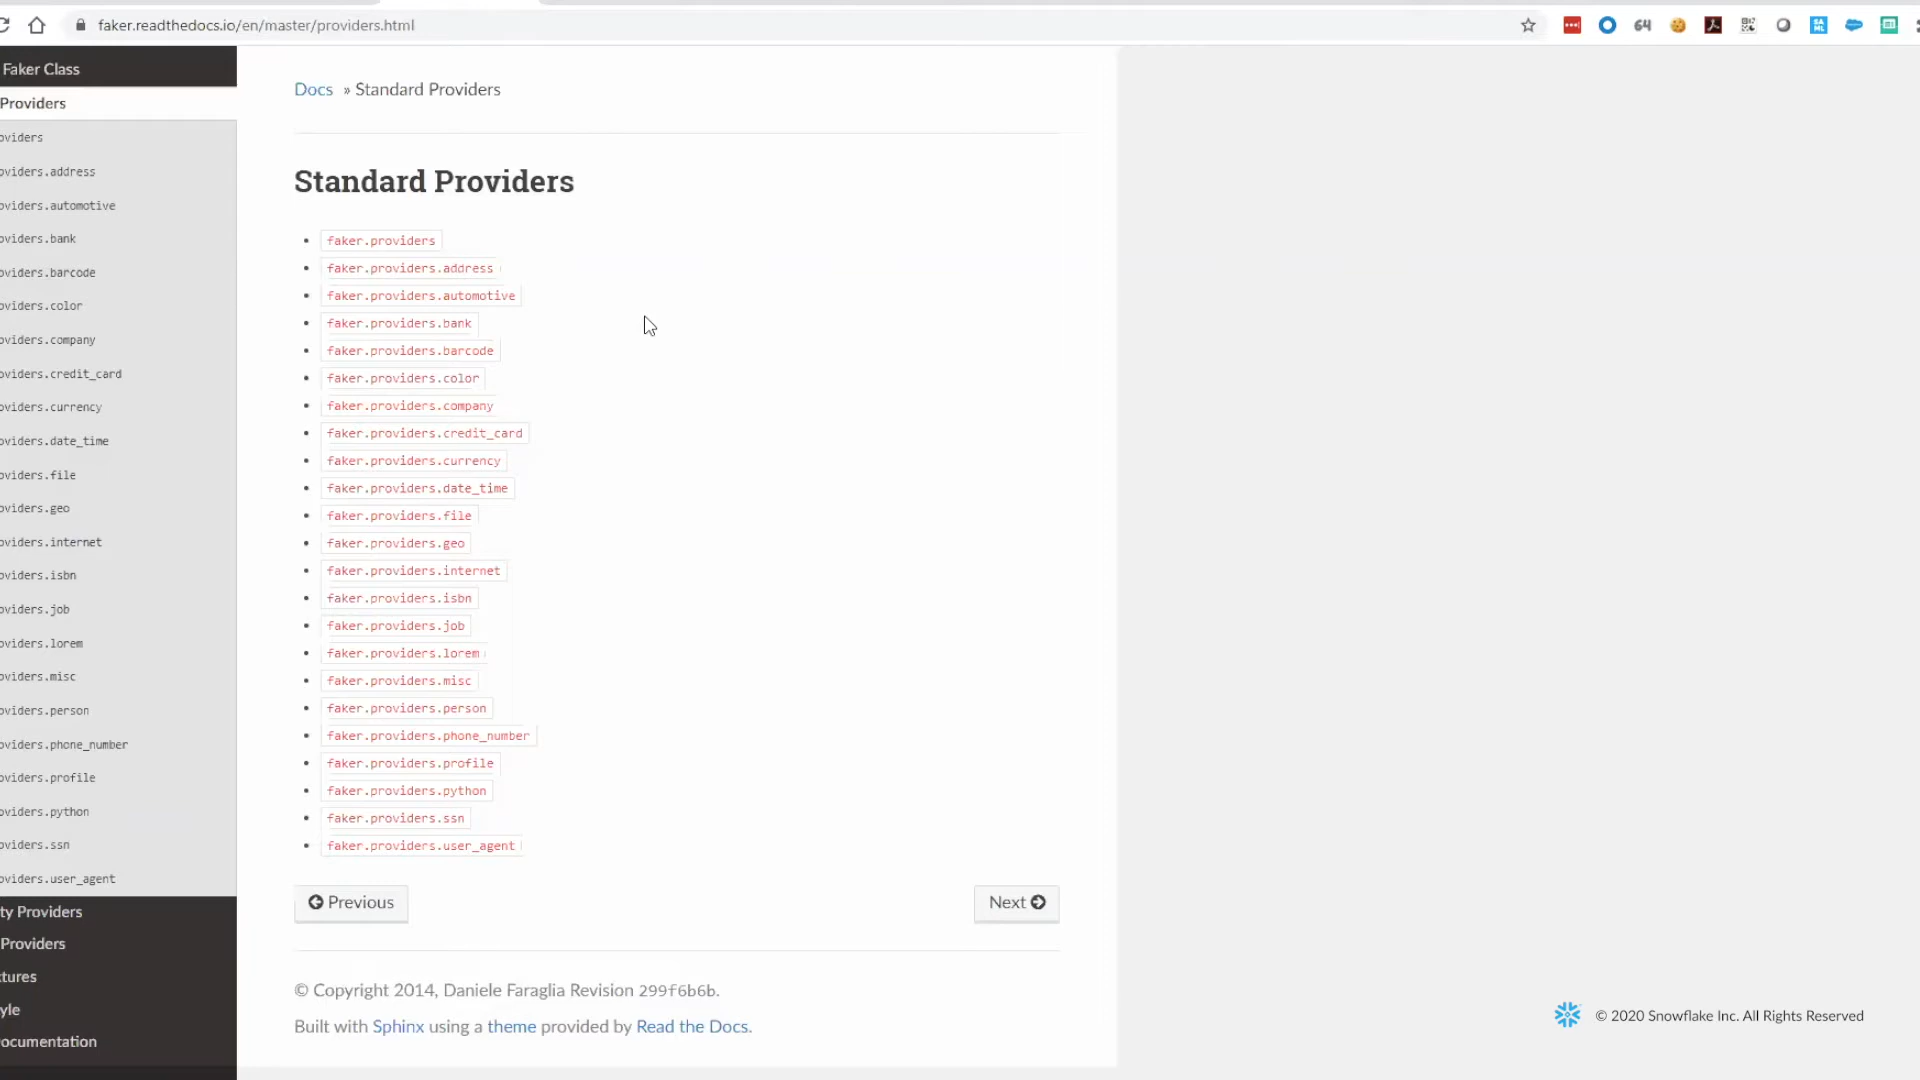 faker.readthedocs.io/en/master/providers.html
64
Faker Class
Providers
oviders
oviders.address
oviders.automotive
oviders.bank
oviders.barcode
oviders.color
oviders.company
oviders.credit_card
oviders.currency
oviders.date_time
oviders.file
oviders.geo
oviders.internet
oviders.isbn
oviders.job
oviders.lorem
oviders.misc
oviders.person
oviders.phone_number
oviders.profile
oviders.python
oviders.ssn
oviders.user_agent
ty Providers
Providers
tures
yle
ocumentation
Docs » Standard Providers
Standard Providers
faker.providers
faker.providers.address
faker.providers.automotive
faker.providers.bank
faker.providers.barcode
faker.providers.color
faker.providers.company
faker.providers.credit_card
faker.providers.currency
faker.providers.date_time
faker.providers.file
faker.providers.geo
faker.providers.internet
faker.providers.isbn
faker.providers.job
faker.providers.lorem
faker.providers.misc
faker.providers.person
faker.providers.phone_number
faker.providers.profile
faker.providers.python
faker.providers.ssn
faker.providers.user_agent
Previous
Next
© Copyright 2014, Daniele Faraglia Revision 299f6b6b.
Built with Sphinx using a theme provided by Read the Docs.
© 2020 Snowflake Inc. All Rights Reserved